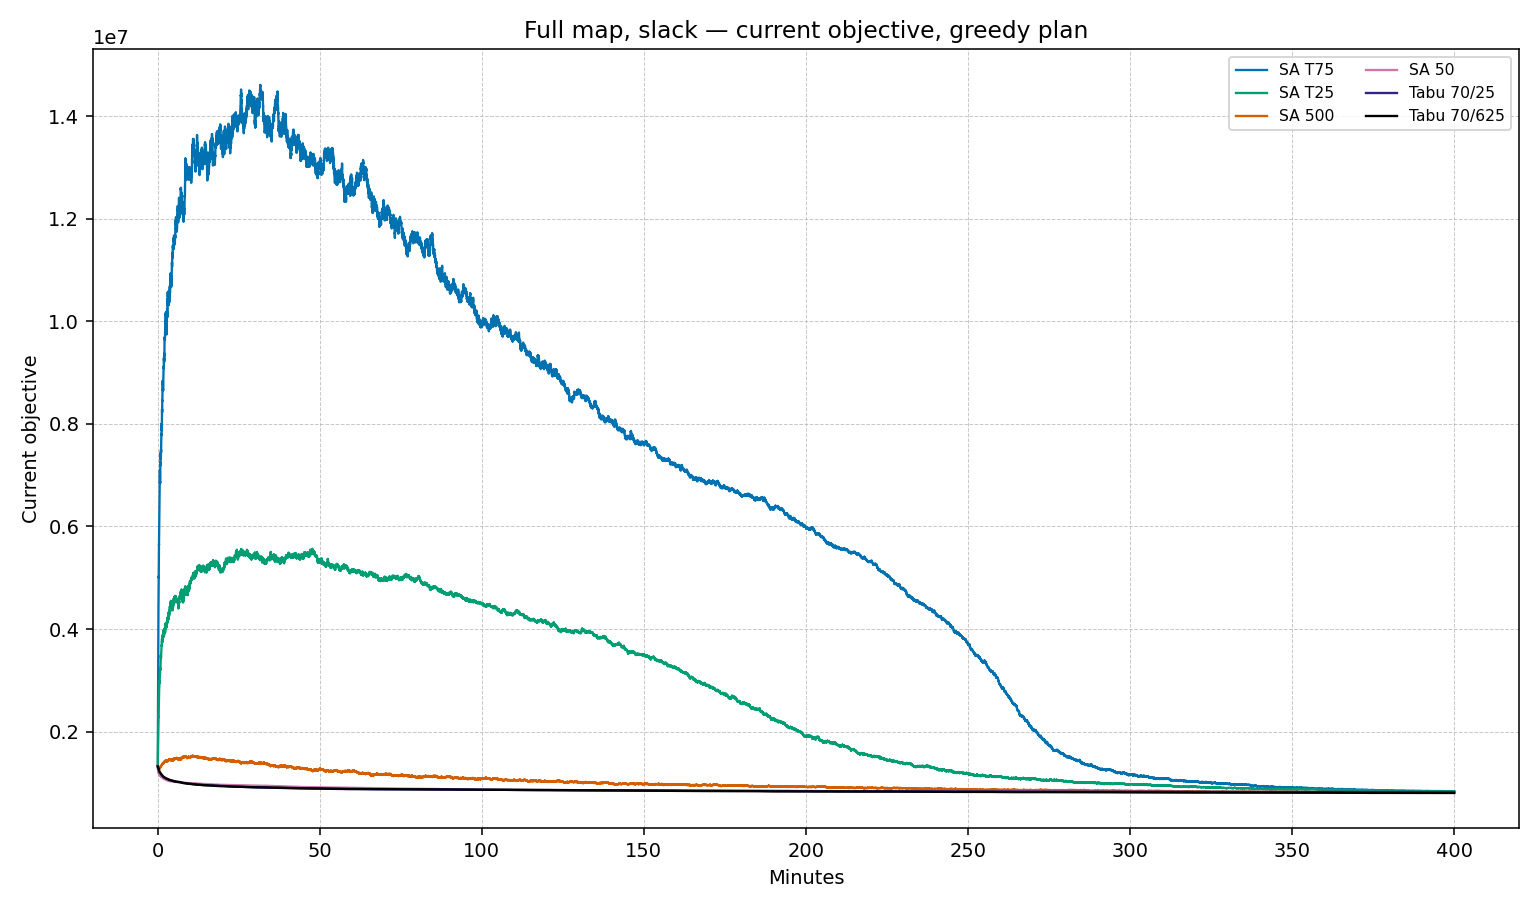 Full map, slack — current objective, greedy plan
1e7
SA T75
SA T25
SA 500
SA 50
Tabu 70/25
Tabu 70/625
1.4
1.2
1.0
0.8
0.6
0.4
0.2
Current objective
0 50 100 150 200 250 300 350 400
Minutes